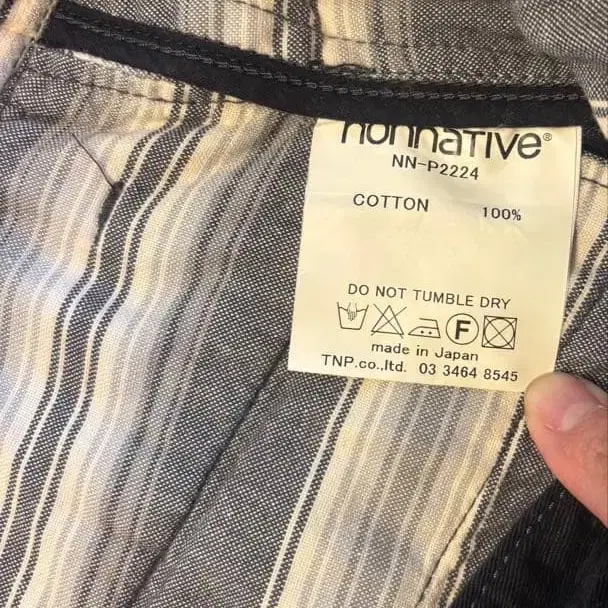 nonnative®
NN-P2224
COTTON 100%
DO NOT TUMBLE DRY
F
made in Japan
TNP.co.,ltd. 03 3464 8545